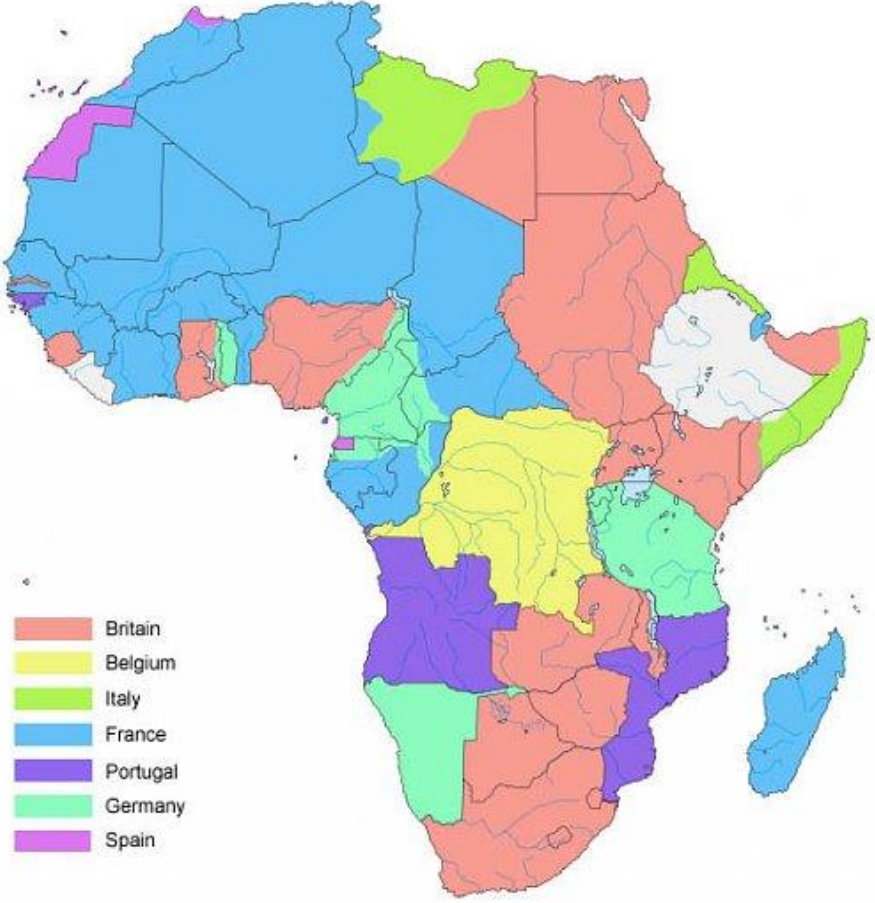 Britain
Belgium
Italy
France
Portugal
Germany
Spain